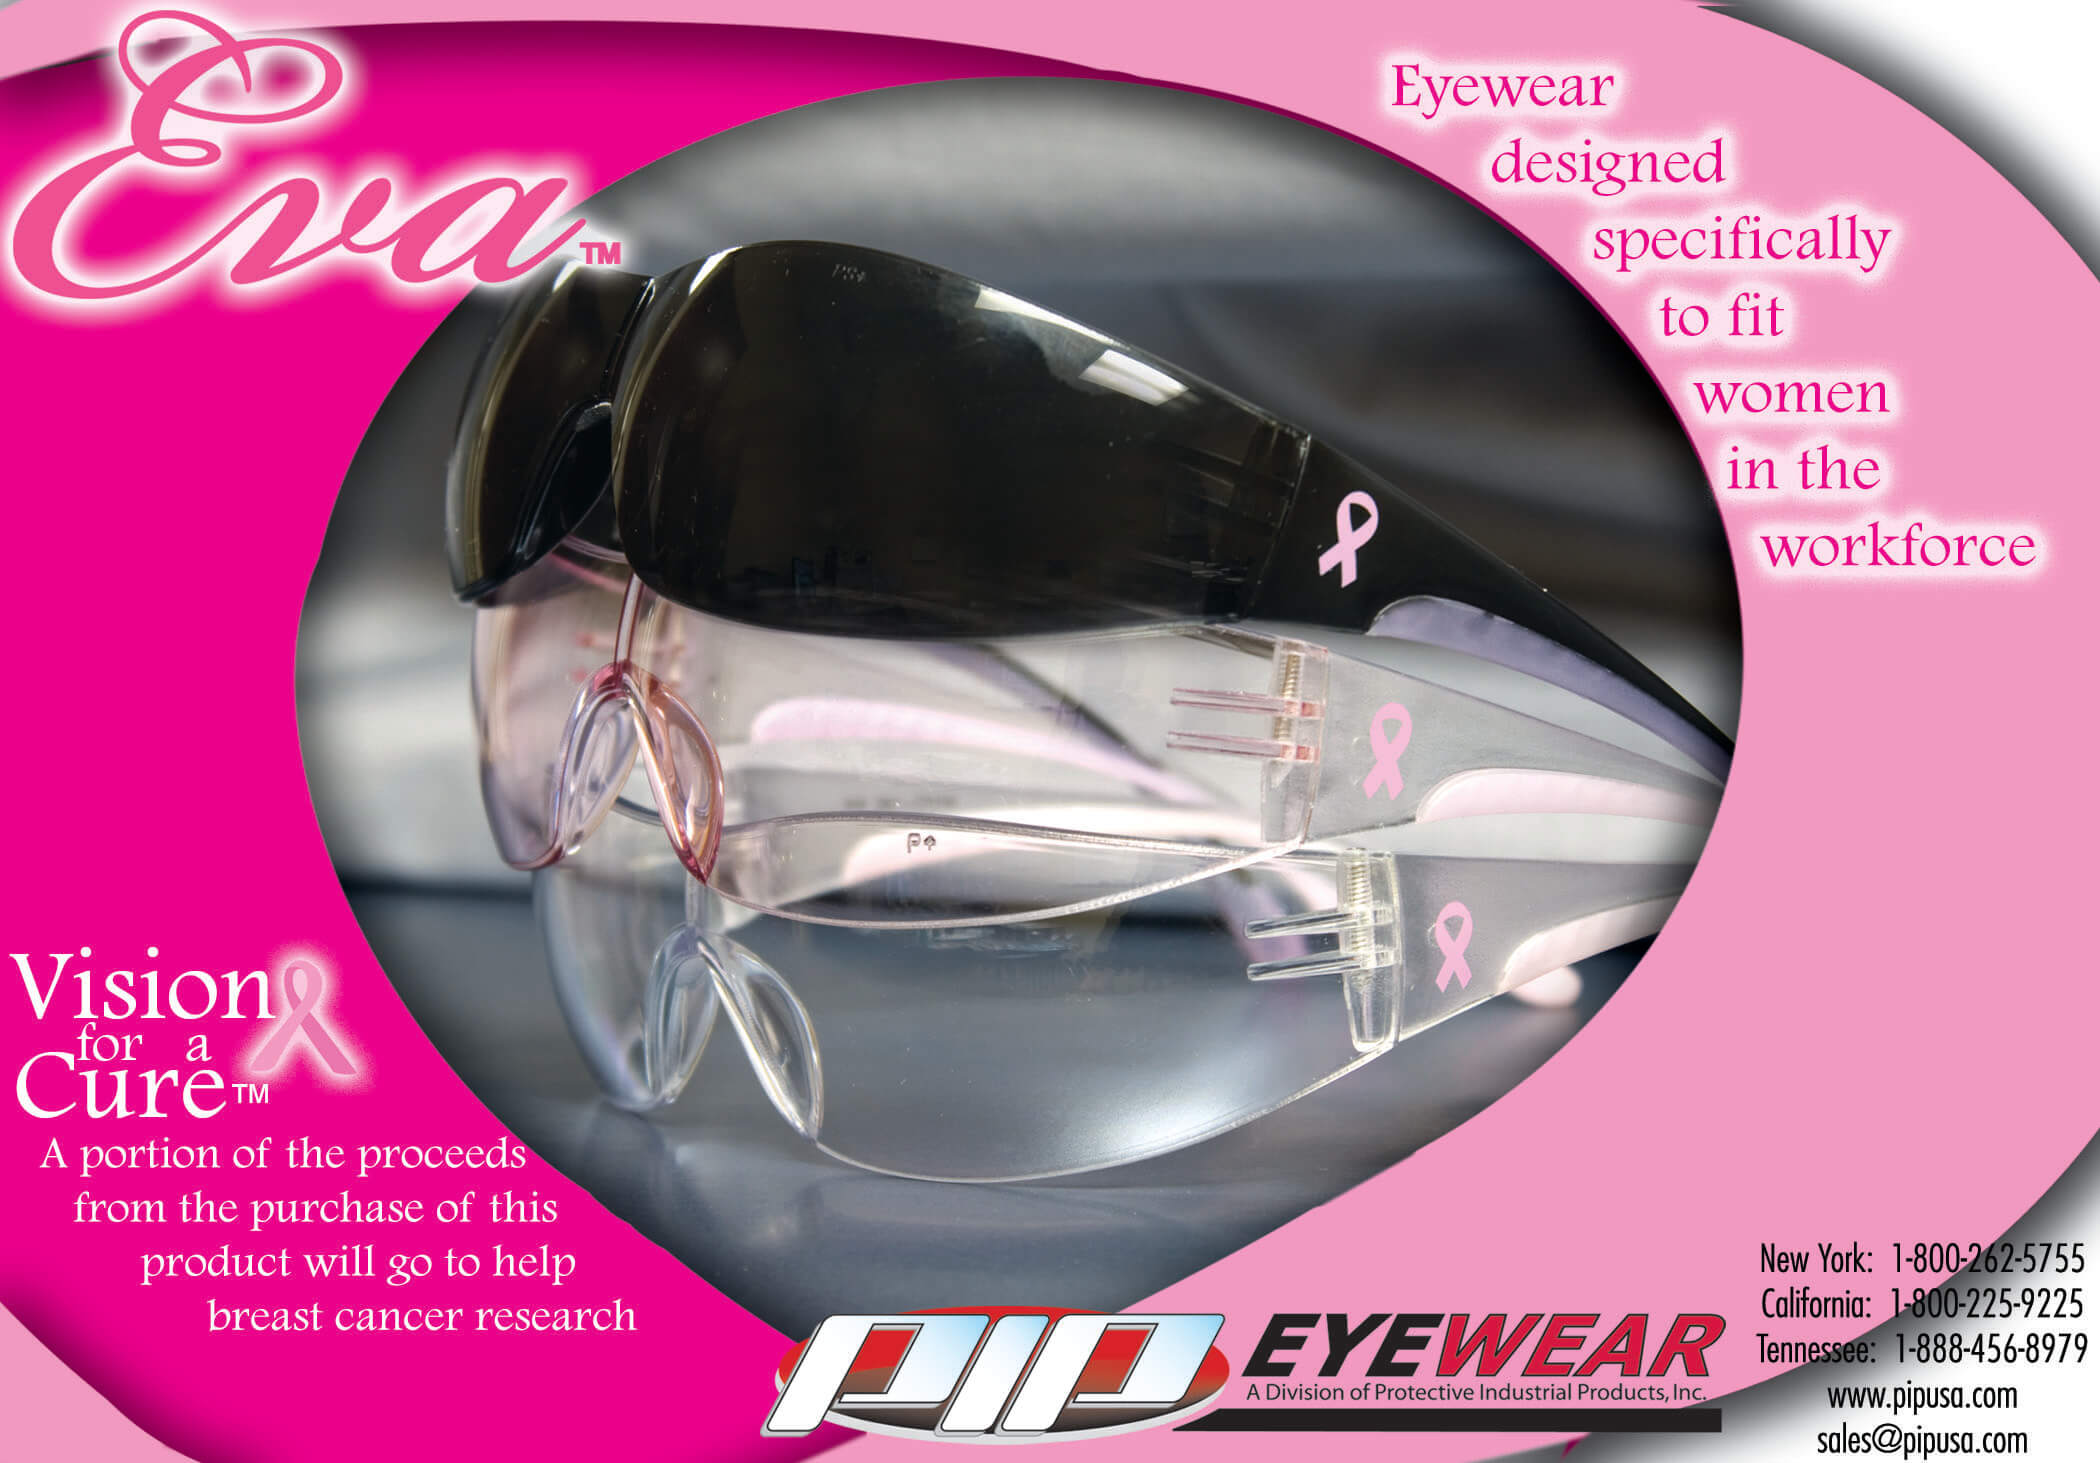 Eva™
Eyewear
designed
specifically
to fit
women
in the
workforce
Vision
for a
Cure™
A portion of the proceeds
from the purchase of this
product will go to help
breast cancer research
PIP EYEWEAR
A Division of Protective Industrial Products, Inc.
New York: 1-800-262-5755
California: 1-800-225-9225
Tennessee: 1-888-456-8979
www.pipusa.com
sales@pipusa.com